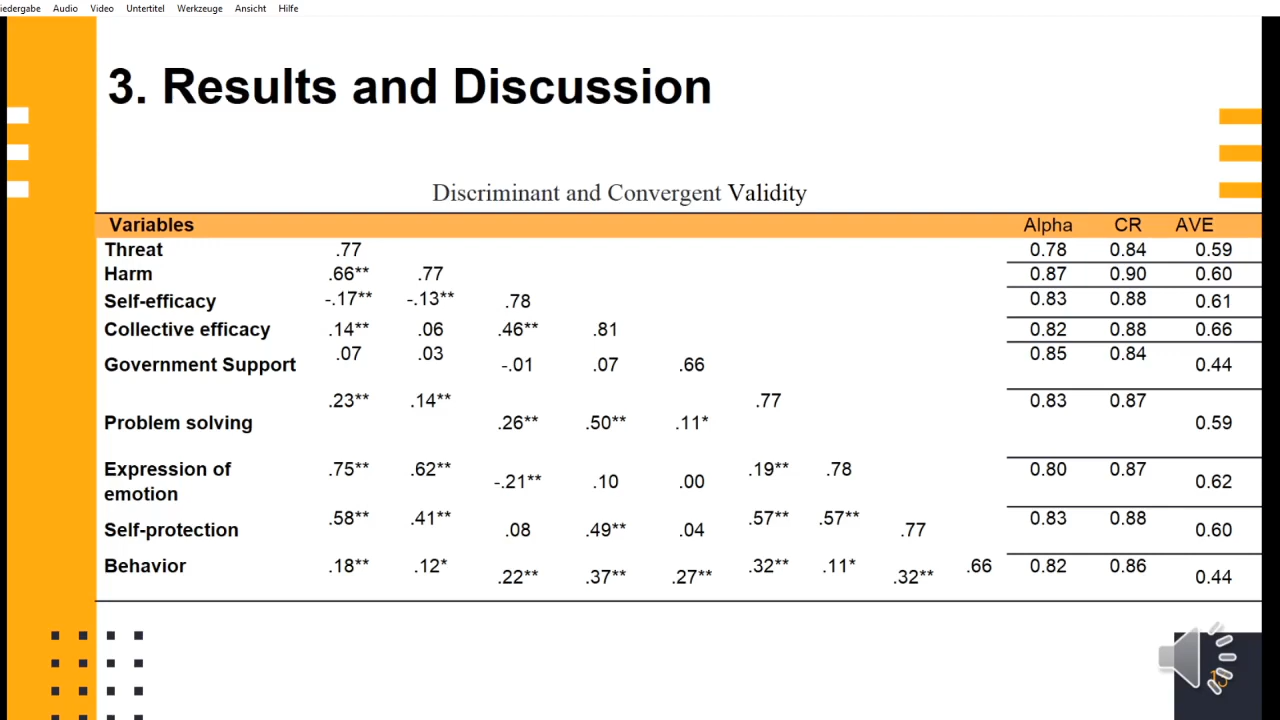 iedergabe Audio Video Untertitel Werkzeuge Ansicht Hilfe
3. Results and Discussion
Discriminant and Convergent Validity
Variables Alpha CR AVE
Threat .77 0.78 0.84 0.59
Harm .66** .77 0.87 0.90 0.60
Self-efficacy -.17** -.13** .78 0.83 0.88 0.61
Collective efficacy .14** .06 .46** .81 0.82 0.88 0.66
Government Support .07 .03 -.01 .07 .66 0.85 0.84 0.44
Problem solving .23** .14** .26** .50** .11* .77 0.83 0.87 0.59
Expression of
emotion .75** .62** -.21** .10 .00 .19** .78 0.80 0.87 0.62
Self-protection .58** .41** .08 .49** .04 .57** .57** .77 0.83 0.88 0.60
Behavior .18** .12* .22** .37** .27** .32** .11* .32** .66 0.82 0.86 0.44